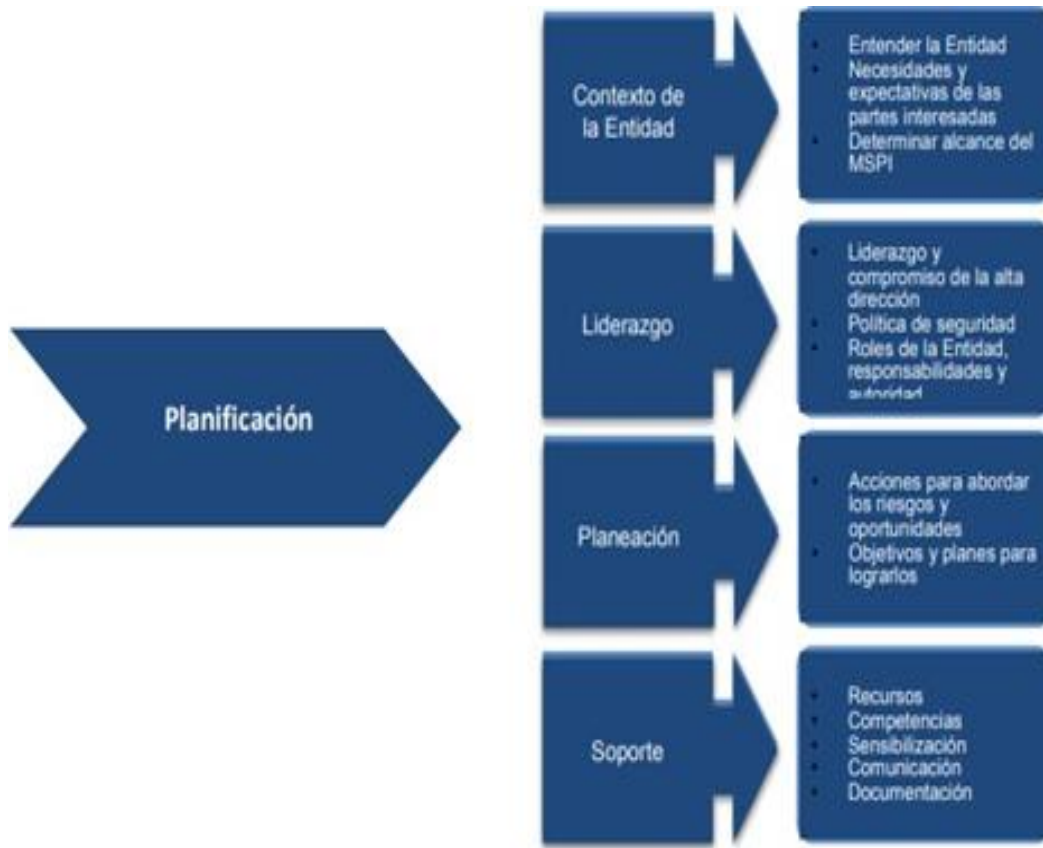 Planificación
Contexto de
la Entidad
Entender la Entidad
Necesidades y
expectativas de las
partes interesadas
Determinar alcance del
MSPI
Liderazgo
Liderazgo y
compromiso de la alta
dirección
Política de seguridad
Roles de la Entidad,
responsabilidades y
autoridad
Planeación
Acciones para abordar
los riesgos y
oportunidades
Objetivos y planes para
lograrlos
Soporte
Recursos
Competencias
Sensibilización
Comunicación
Documentación